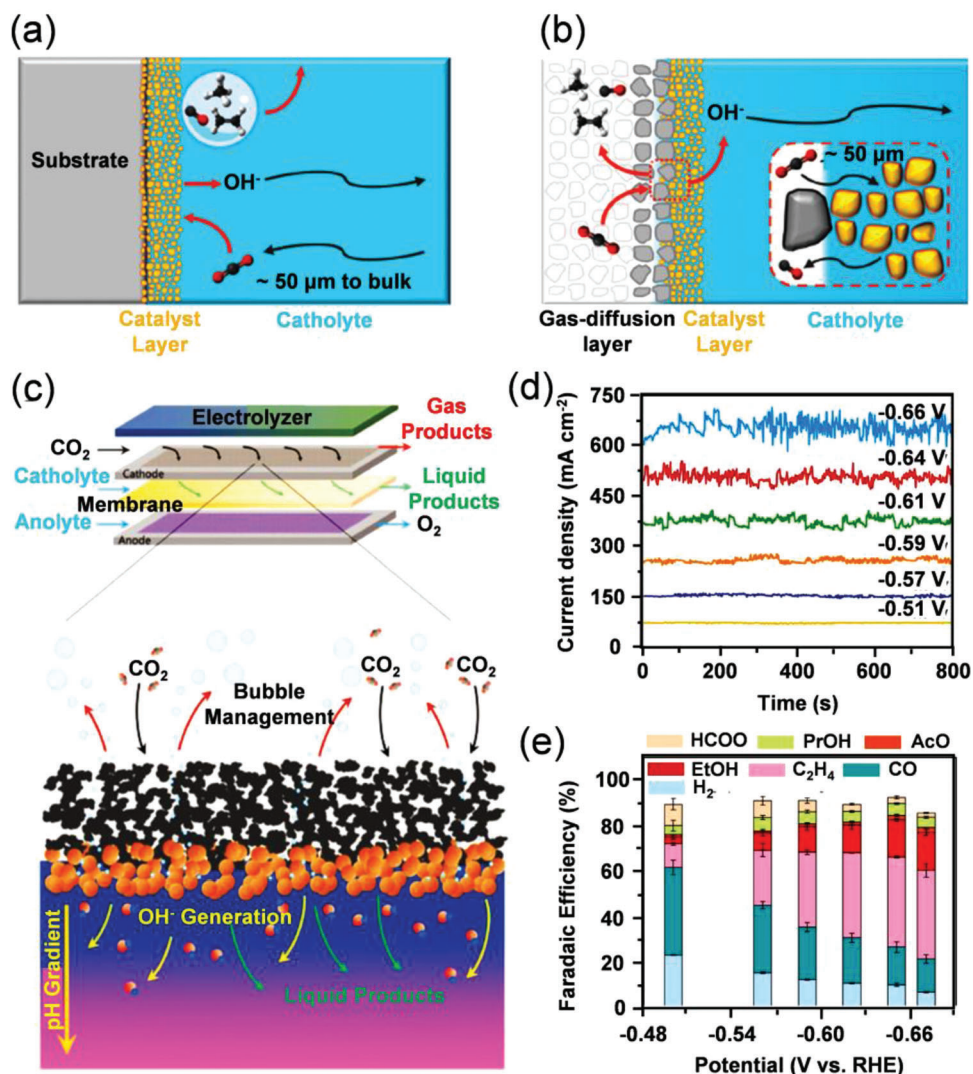 (a)
Substrate
OH-
~ 50 μm to bulk
Catalyst
Layer
Catholyte
(b)
OH-
~ 50 μm
Gas-diffusion
layer
Catalyst
Layer
Catholyte
(c)
Electrolyzer
Gas
Products
CO2
Cathode
Catholyte
Liquid
Products
Membrane
Anolyte
O2
Anode
CO2
CO2
CO2
Bubble
Management
OH- Generation
Liquid Products
pH Gradient
(d)
Current density (mA cm-2)
750
600
450
300
150
0
-0.66 V
-0.64 V
-0.61 V
-0.59 V
-0.57 V
-0.51 V
0 200 400 600 800
Time (s)
(e)
HCOO PrOH AcO
EtOH C2H4 CO
H2
Faradaic Efficiency (%)
100
80
60
40
20
0
-0.48 -0.54 -0.60 -0.66
Potential (V vs. RHE)